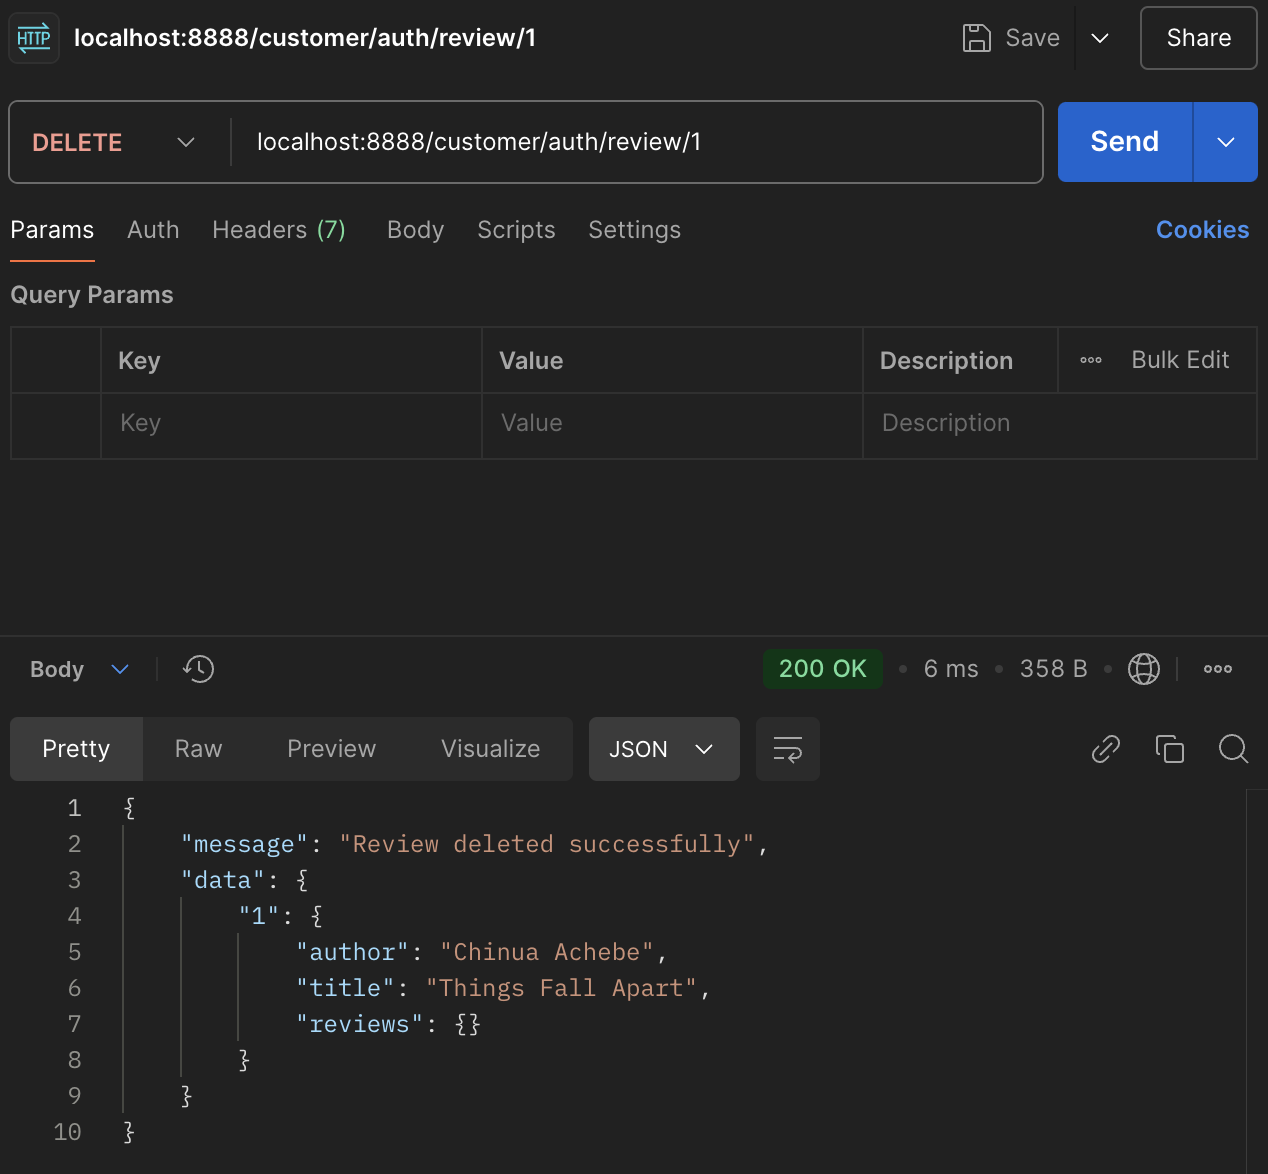 HTTP localhost:8888/customer/auth/review/1 Save Share
DELETE localhost:8888/customer/auth/review/1 Send
Params Auth Headers (7) Body Scripts Settings Cookies
Query Params
Key Value Description Bulk Edit
Key Value Description
Body 200 OK 6 ms 358 B
Pretty Raw Preview Visualize JSON
1 {
2 "message": "Review deleted successfully",
3 "data": {
4 "1": {
5 "author": "Chinua Achebe",
6 "title": "Things Fall Apart",
7 "reviews": {}
8 }
9 }
10 }